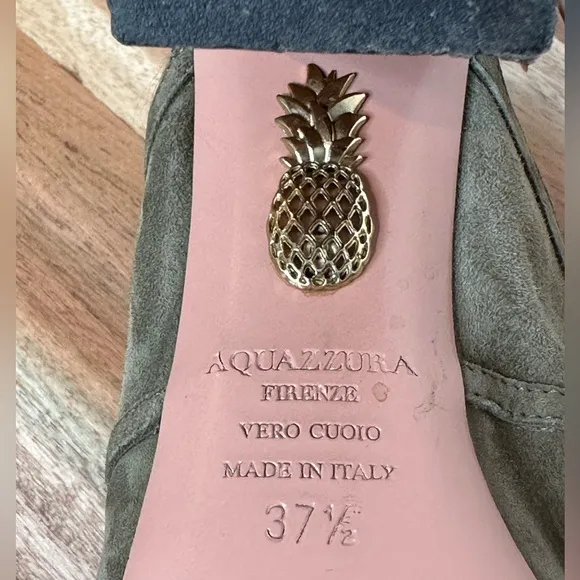 AQUAZZURA
FIRENZE
VERO CUOIO
MADE IN ITALY
37½